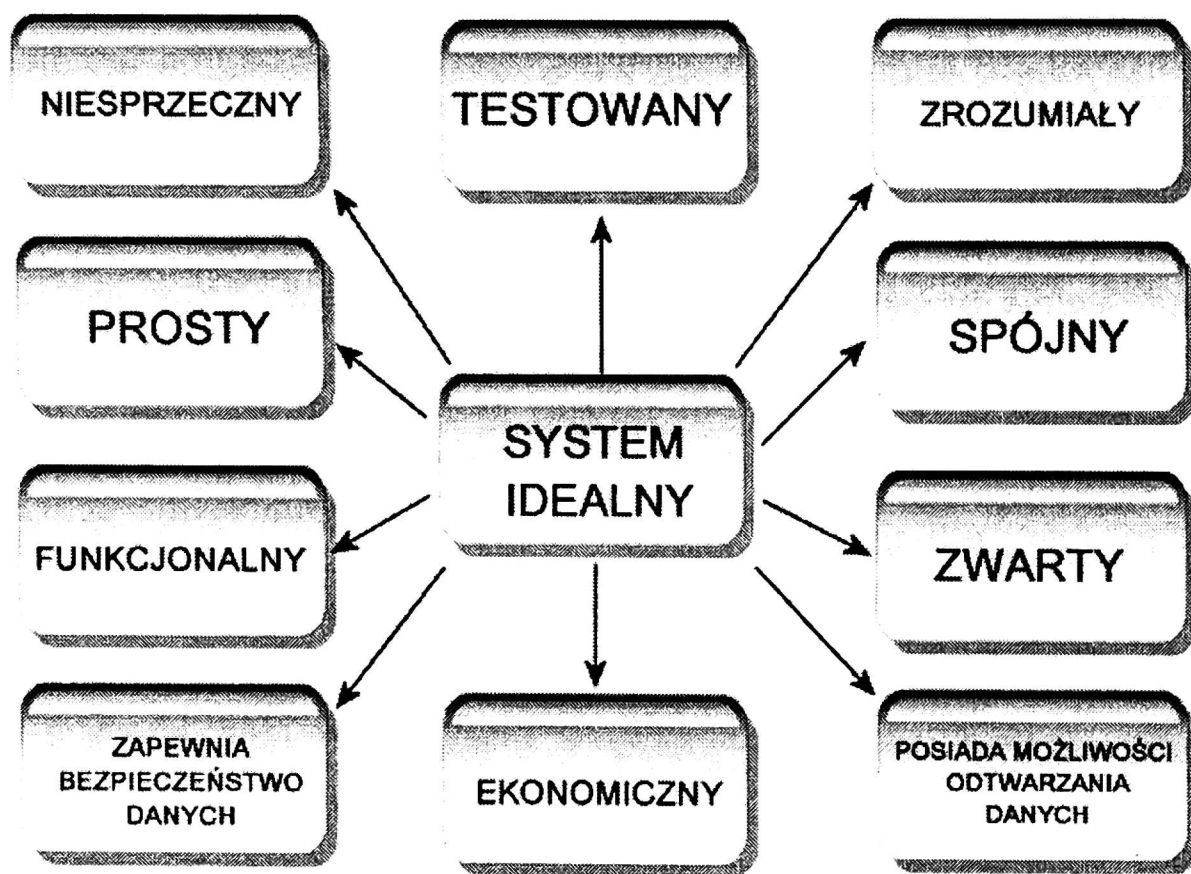 NIESPRZECZNY
TESTOWANY
ZROZUMIAŁY
PROSTY
SPÓJNY
SYSTEM
IDEALNY
FUNKCJONALNY
ZWARTY
ZAPEWNIA
BEZPIECZEŃSTWO
DANYCH
EKONOMICZNY
POSIADA MOŻLIWOŚCI
ODTWARZANIA
DANYCH